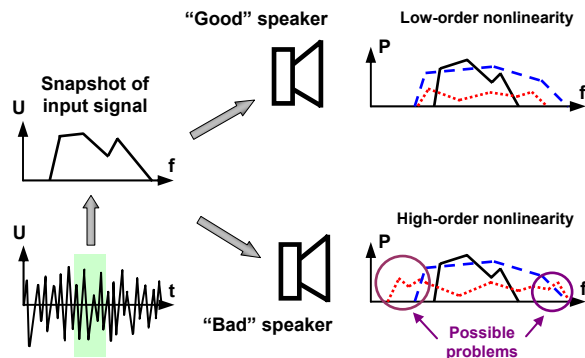 “Good” speaker
Low-order nonlinearity
P
f
Snapshot of
input signal
U
f
U
t
“Bad” speaker
High-order nonlinearity
P
f
Possible
problems